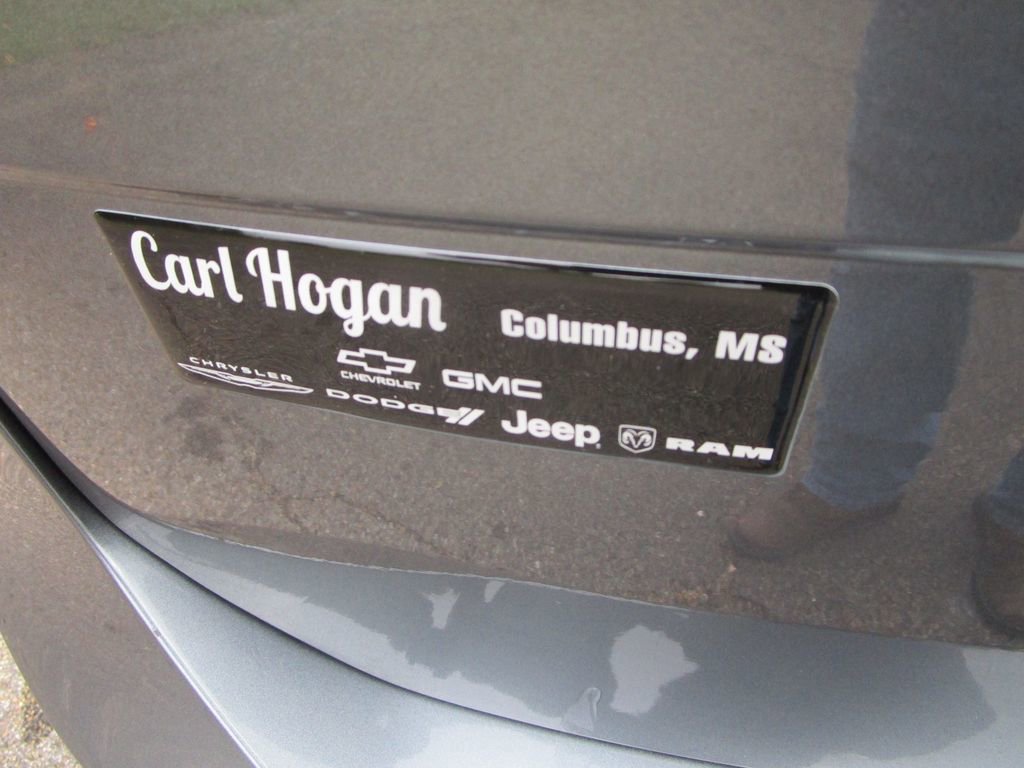 Carl Hogan
Columbus, MS
CHEVROLET GMC
CHRYSLER DODGE Jeep RAM